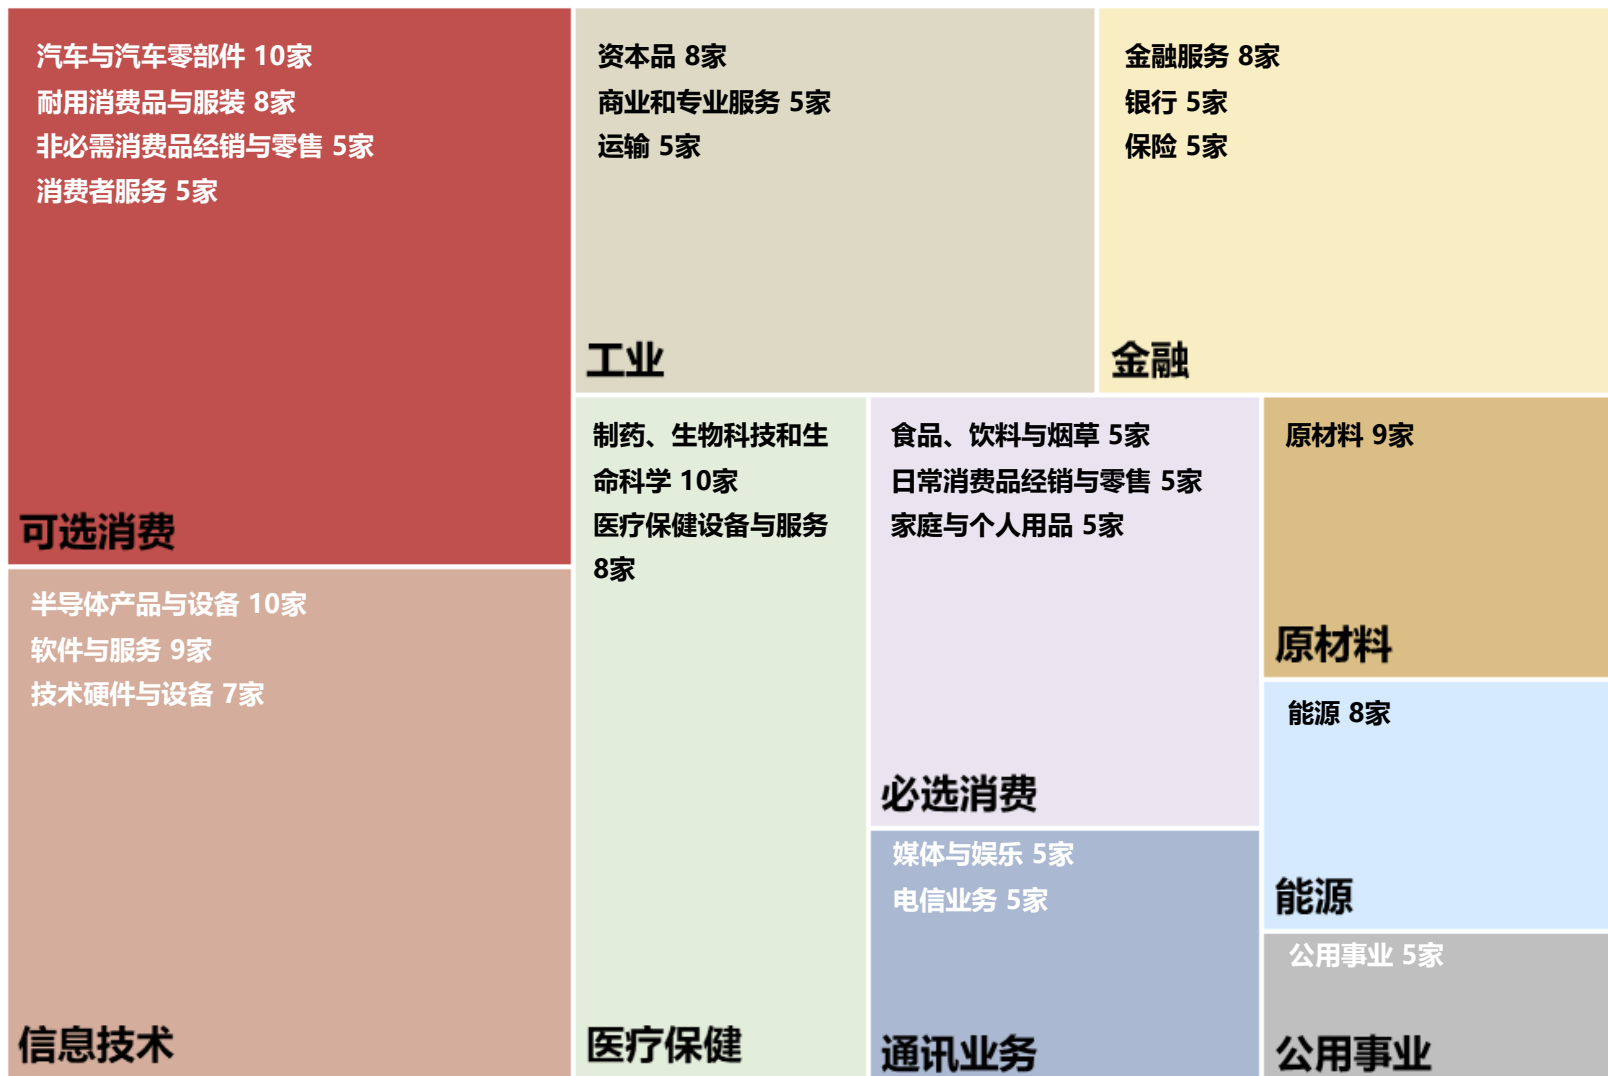 汽车与汽车零部件 10家
耐用消费品与服装 8家
非必需消费品经销与零售 5家
消费者服务 5家
可选消费
资本品 8家
商业和专业服务 5家
运输 5家
工业
金融服务 8家
银行 5家
保险 5家
金融
半导体产品与设备 10家
软件与服务 9家
技术硬件与设备 7家
信息技术
制药、生物科技和生
命科学 10家
医疗保健设备与服务
8家
医疗保健
食品、饮料与烟草 5家
日常消费品经销与零售 5家
家庭与个人用品 5家
必选消费
媒体与娱乐 5家
电信业务 5家
通讯业务
原材料 9家
原材料
能源 8家
能源
公用事业 5家
公用事业